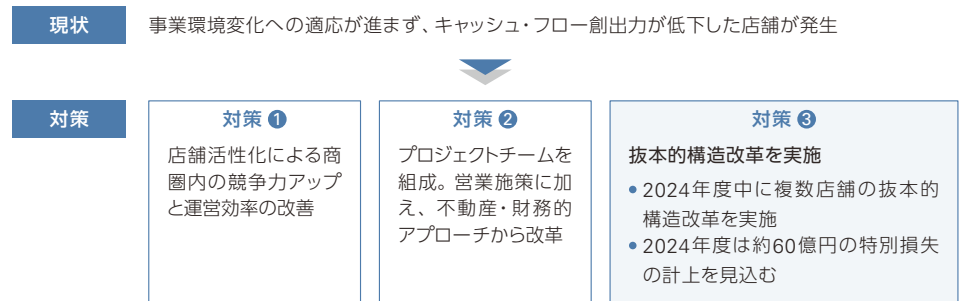 現状
事業環境変化への適応が進まず、キャッシュ・フロー創出力が低下した店舗が発生
対策
対策 ❶
店舗活性化による商
圏内の競争力アップ
と運営効率の改善
対策 ❷
プロジェクトチームを
組成。営業施策に加
え、不動産・財務的
アプローチから改革
対策 ❸
抜本的構造改革を実施
• 2024年度中に複数店舗の抜本的
構造改革を実施
• 2024年度は約60億円の特別損失
の計上を見込む